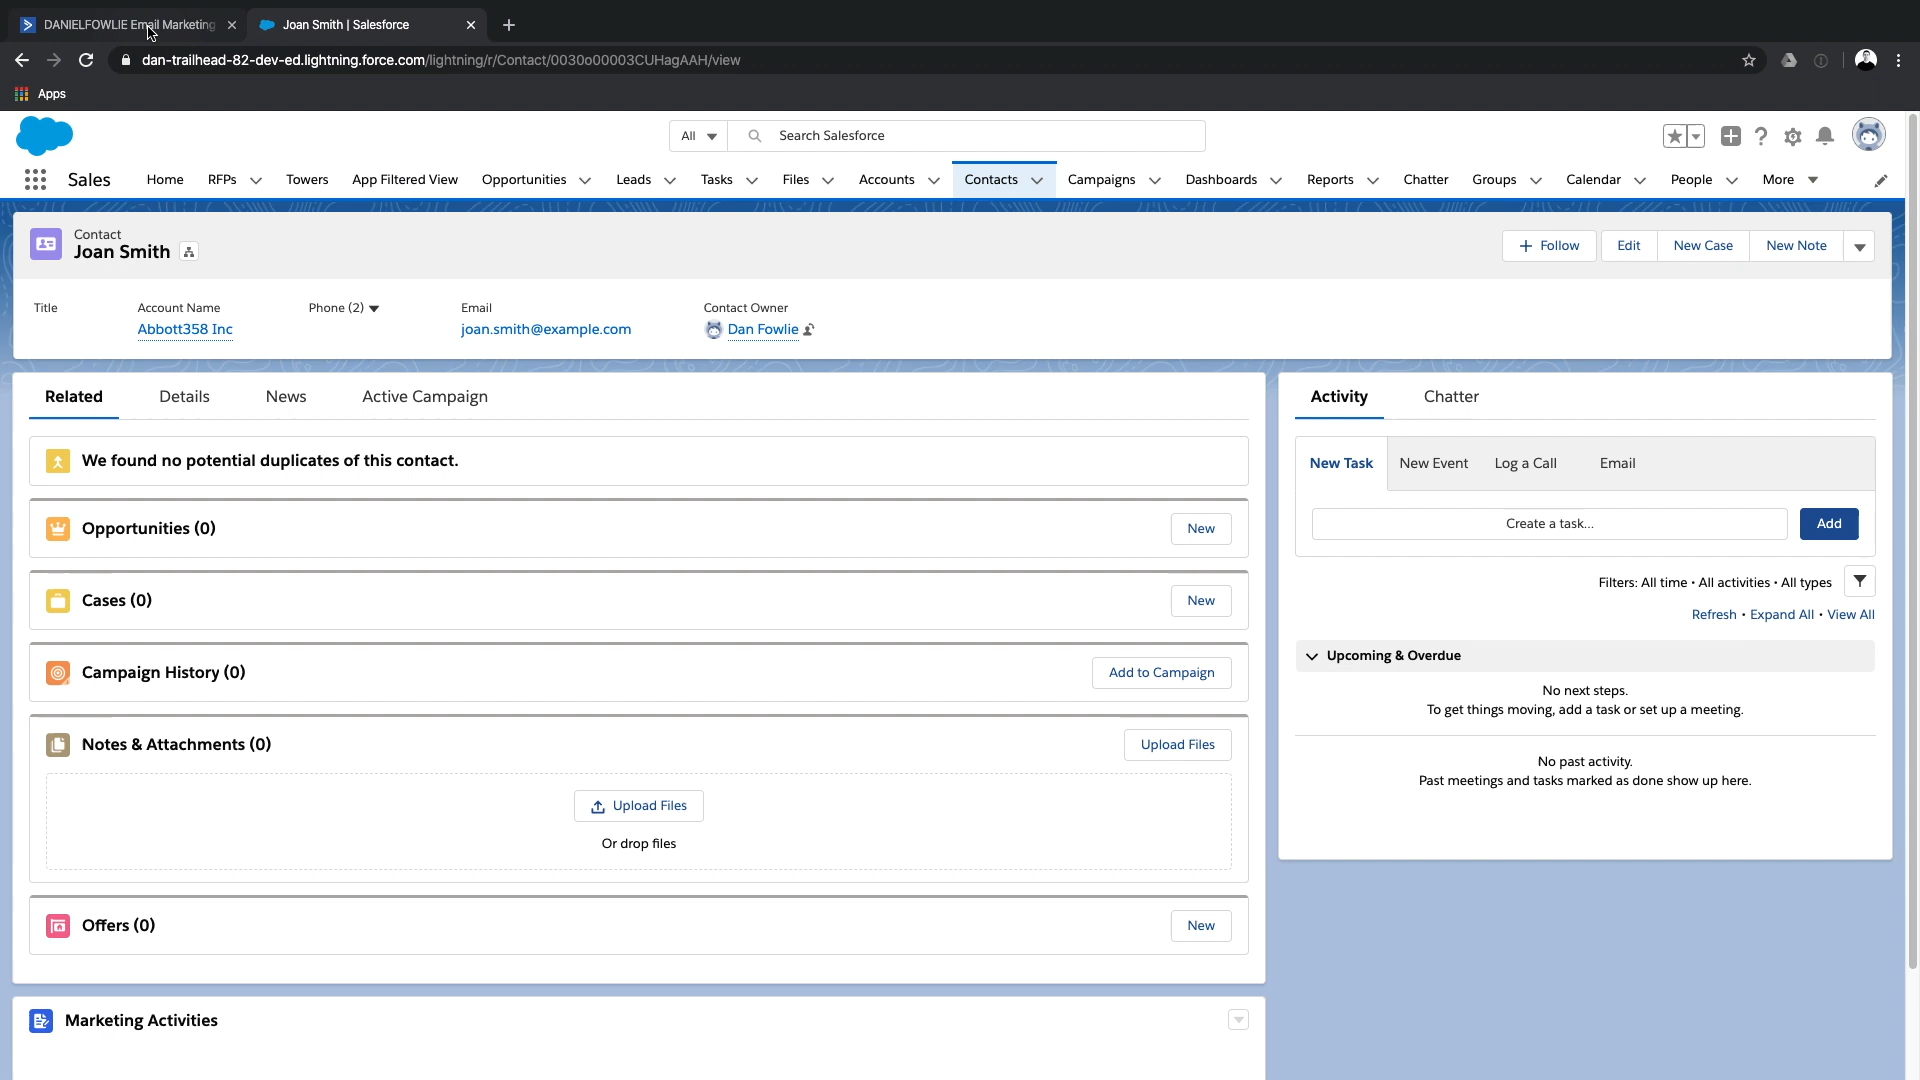 DANIELFOWLIE Email Marketing
Joan Smith | Salesforce
dan-trailhead-82-dev-ed.lightning.force.com/lightning/r/Contact/0030o00003CUHagAAH/view
Apps
All
Search Salesforce
Sales
Home
RFPs
Towers
App Filtered View
Opportunities
Leads
Tasks
Files
Accounts
Contacts
Campaigns
Dashboards
Reports
Chatter
Groups
Calendar
People
More
Contact
Joan Smith
+ Follow
Edit
New Case
New Note
Title
Account Name
Phone (2)
Email
Contact Owner
Abbott358 Inc
joan.smith@example.com
Dan Fowlie
Related
Details
News
Active Campaign
We found no potential duplicates of this contact.
Opportunities (0)
New
Cases (0)
New
Campaign History (0)
Add to Campaign
Notes & Attachments (0)
Upload Files
Upload Files
Or drop files
Offers (0)
New
Marketing Activities
Activity
Chatter
New Task
New Event
Log a Call
Email
Create a task...
Add
Filters: All time • All activities • All types
Refresh • Expand All • View All
Upcoming & Overdue
No next steps.
To get things moving, add a task or set up a meeting.
No past activity.
Past meetings and tasks marked as done show up here.